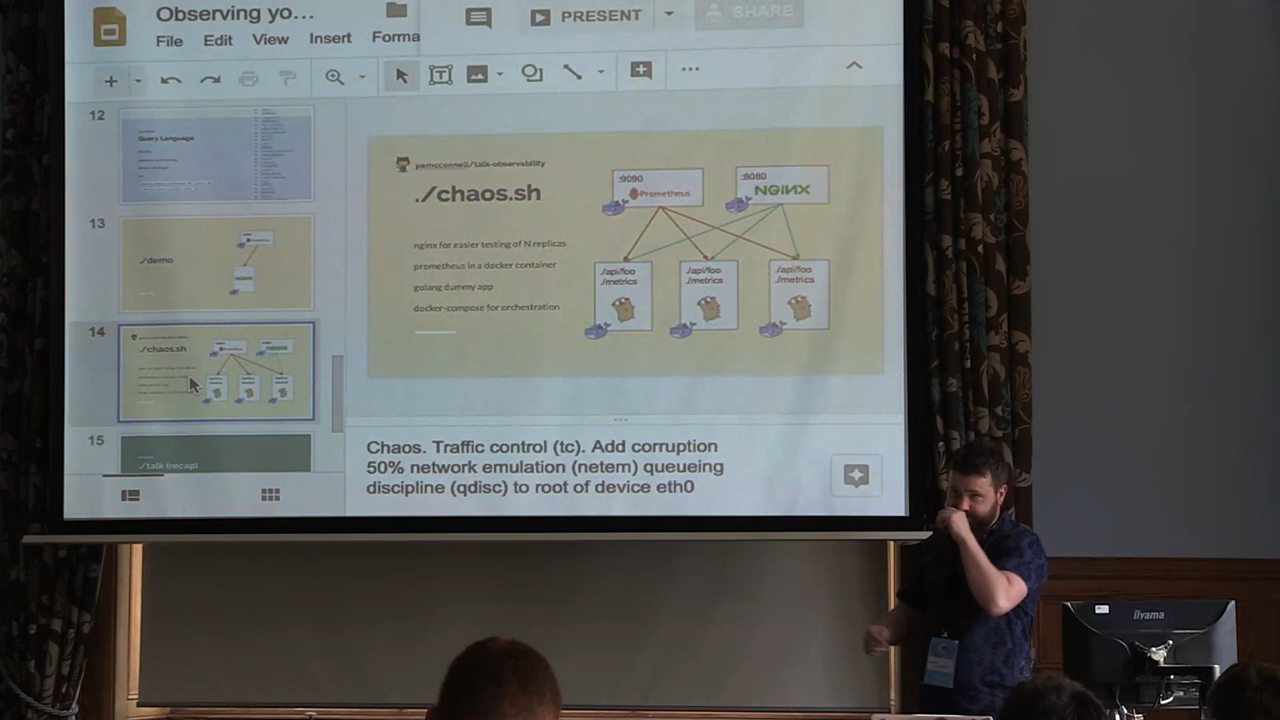 Observing yo...
File Edit View Insert Forma
PRESENT
SHARE
12
Query Language
13
./demo
14
./chaos.sh
15
./talk |recap|
pemcconnell/talk-observability
./chaos.sh
nginx for easier testing of N replicas
prometheus in a docker container
golang dummy app
docker-compose for orchestration
:9090
Prometheus
:8080
NGINX
./api/foo
./metrics
./api/foo
./metrics
./api/foo
./metrics
Chaos. Traffic control (tc). Add corruption
50% network emulation (netem) queueing
discipline (qdisc) to root of device eth0
iiyama